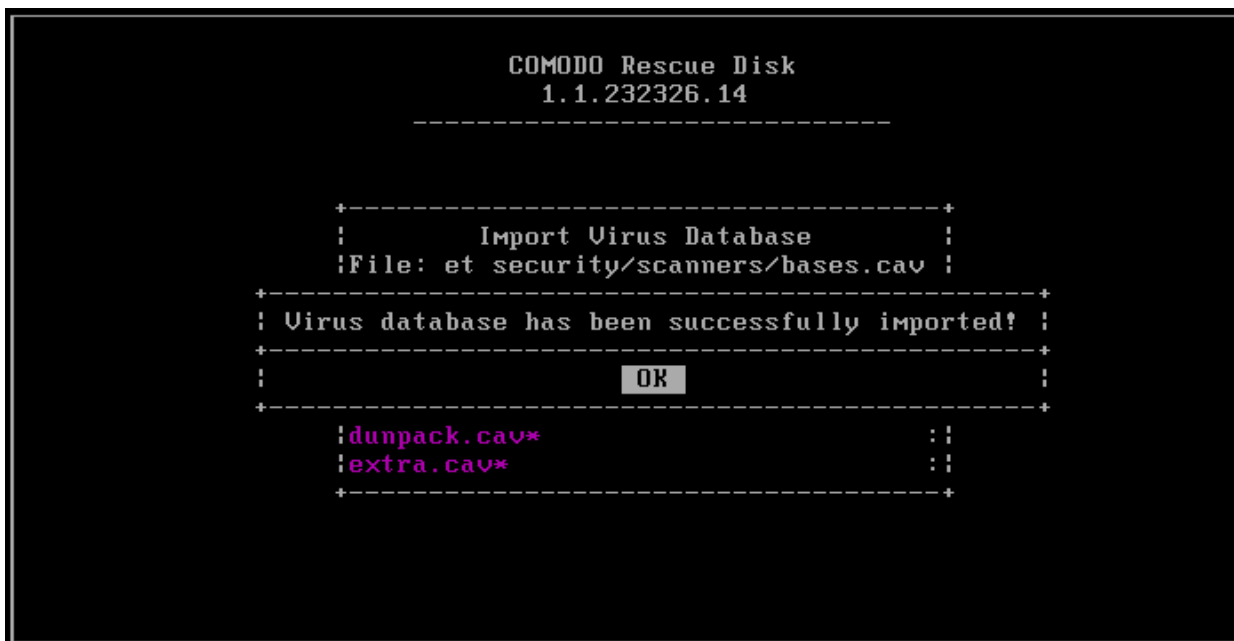 COMODO Rescue Disk
1.1.232326.14
Import Virus Database
File: et security/scanners/bases.cav
Virus database has been successfully imported!
OK
dunpack.cav*
extra.cav*